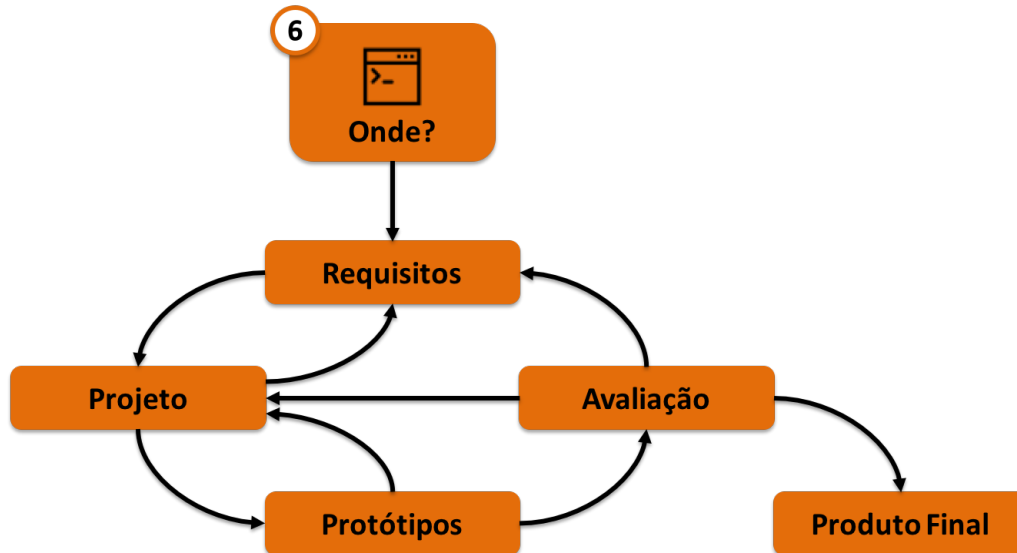 6
>_
Onde?
Requisitos
Projeto
Avaliação
Protótipos
Produto Final